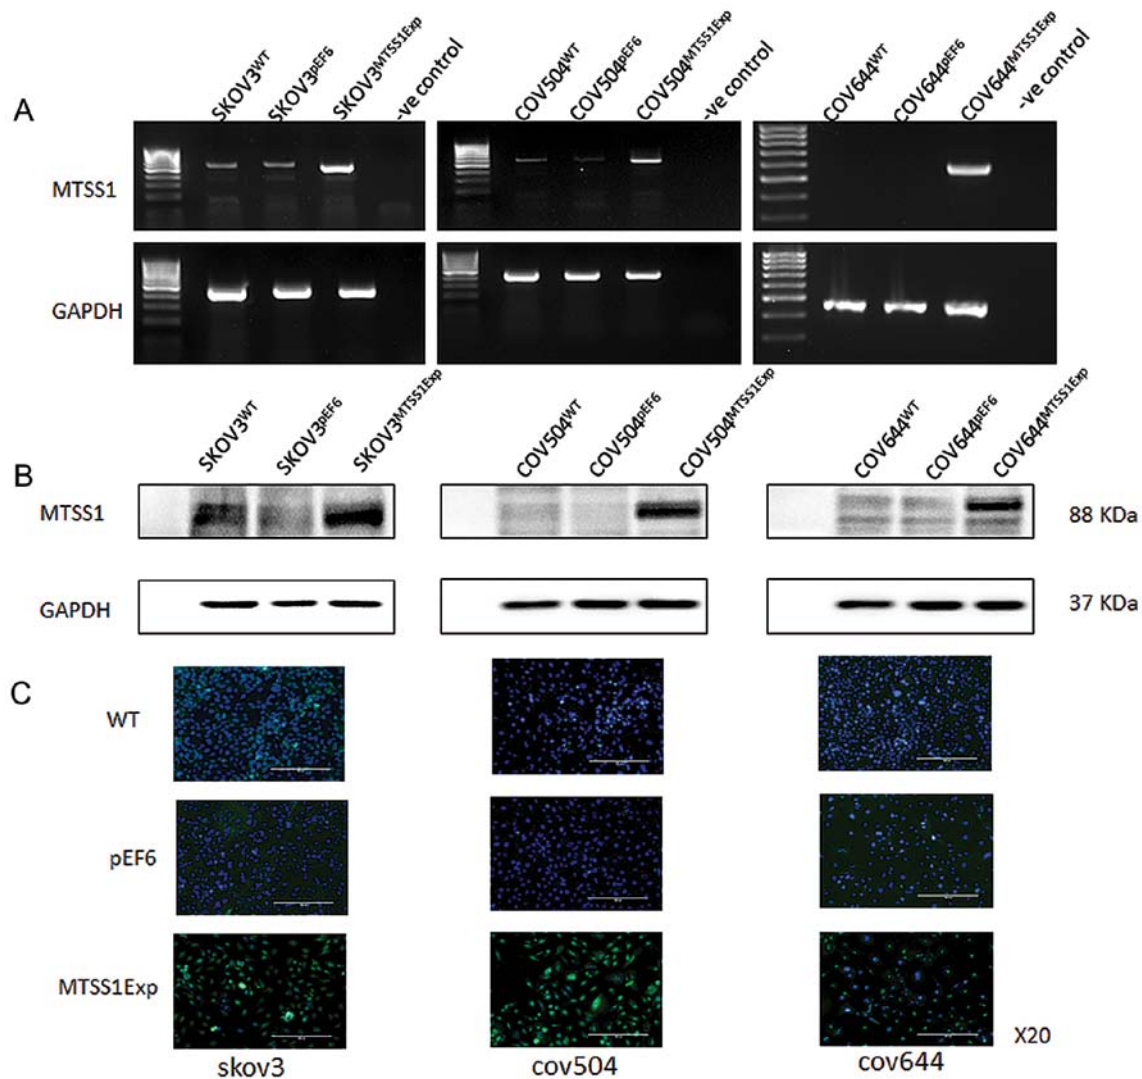 A
SKOV3WT SKOV3pEF6 SKOV3MTSS1Exp -ve control COV504WT COV504pEF6 COV504MTSS1Exp -ve control COV644WT COV644pEF6 COV644MTSS1Exp -ve control
MTSS1
GAPDH
B
SKOV3WT SKOV3pEF6 SKOV3MTSS1Exp COV504WT COV504pEF6 COV504MTSS1Exp COV644WT COV644pEF6 COV644MTSS1Exp
MTSS1 88 KDa
GAPDH 37 KDa
C
WT
pEF6
MTSS1Exp
X20
skov3 cov504 cov644